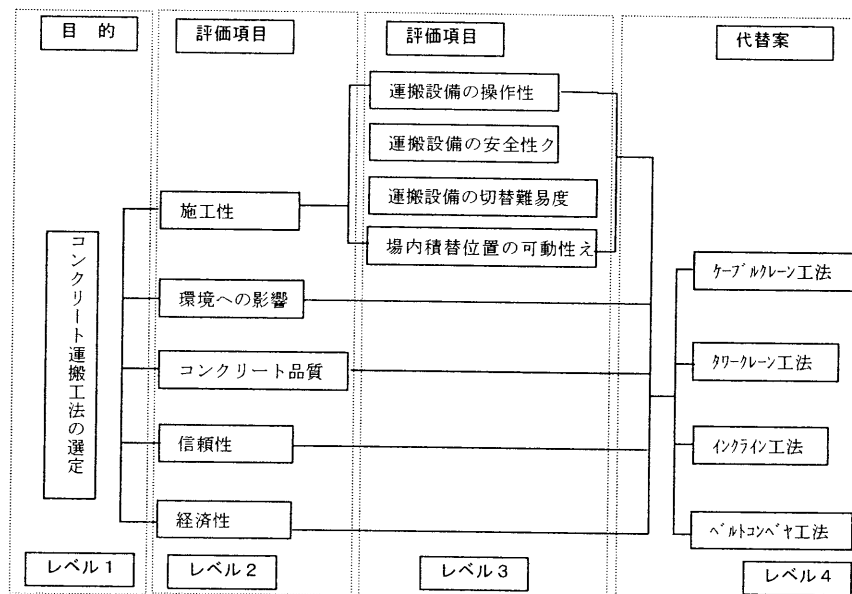 目 的
評価項目
評価項目
代替案
運搬設備の操作性
運搬設備の安全性ク
運搬設備の切替難易度
場内積替位置の可動性え
施工性
環境への影響
コンクリート品質
信頼性
経済性
コンクリート運搬工法の選定
ｹｰﾌﾞﾙｸﾚｰﾝ工法
ﾀﾜｰｸﾚｰﾝ工法
ｲﾝｸﾗｲﾝ工法
ﾍﾞﾙﾄｺﾝﾍﾞﾔ工法
レベル１
レベル２
レベル３
レベル４